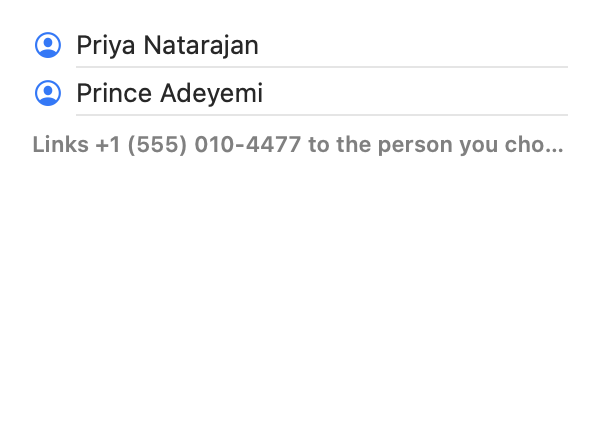 Priya Natarajan
Prince Adeyemi
Links +1 (555) 010-4477 to the person you cho...